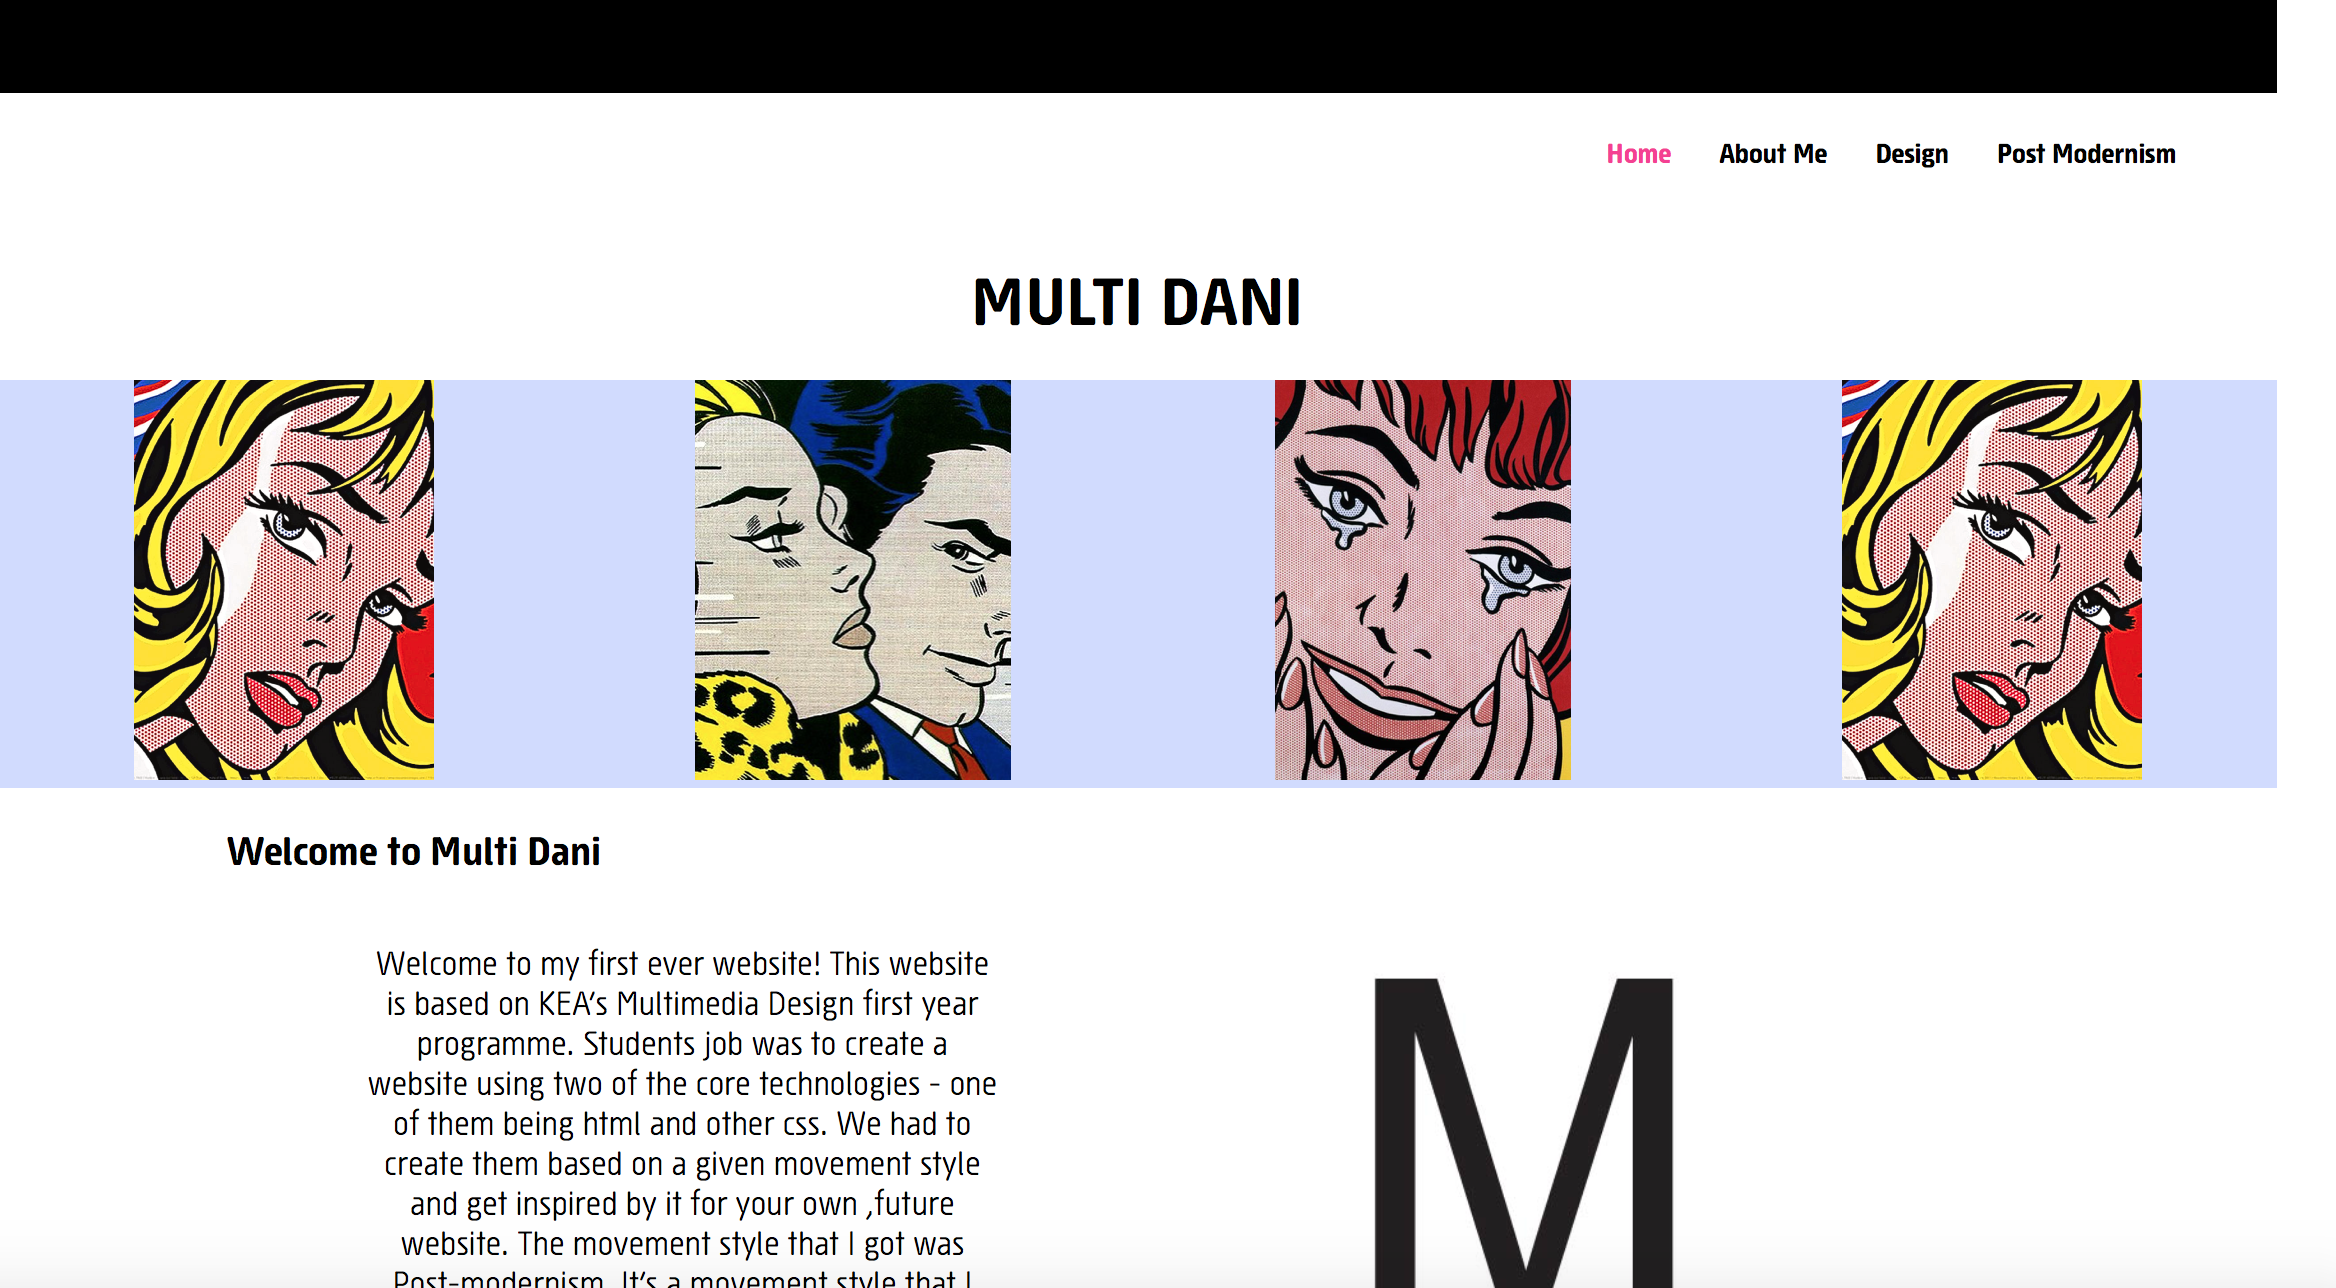 Home About Me Design Post Modernism
MULTI DANI
Welcome to Multi Dani
Welcome to my first ever website! This website
is based on KEA's Multimedia Design first year
programme. Students job was to create a
website using two of the core technologies - one
of them being html and other css. We had to
create them based on a given movement style
and get inspired by it for your own ,future
website. The movement style that I got was
Post-modernism. It's a movement style that I
M